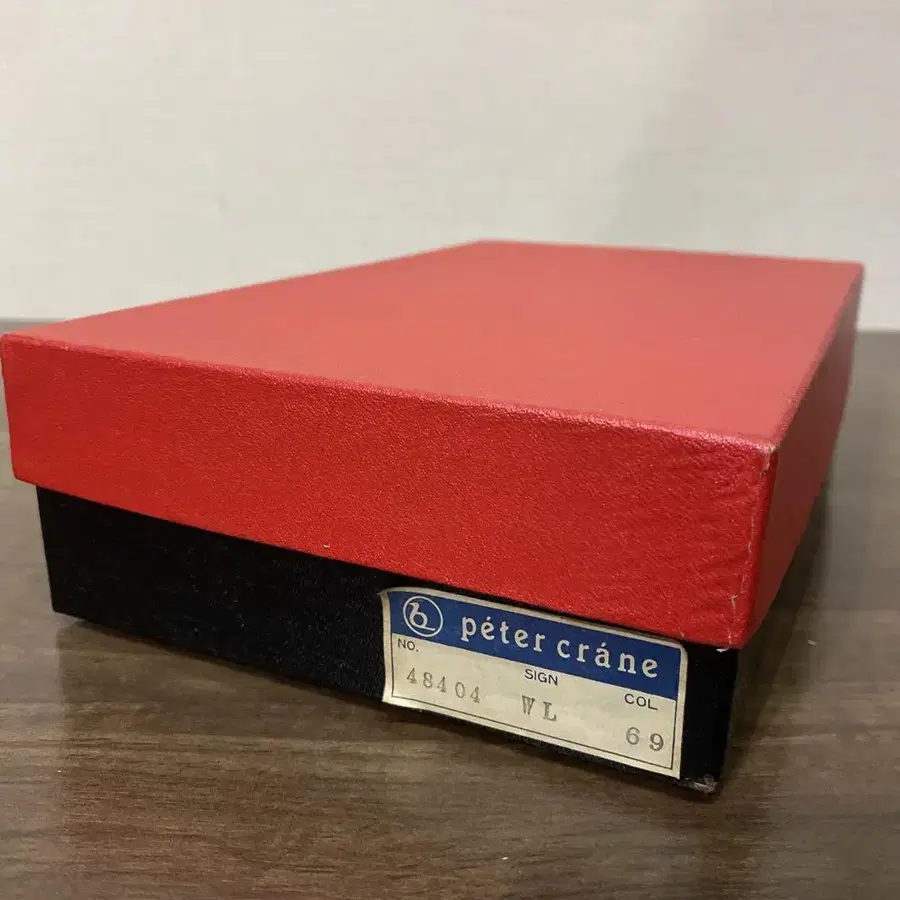 péter cráne
NO. SIGN COL.
48404 WL 69